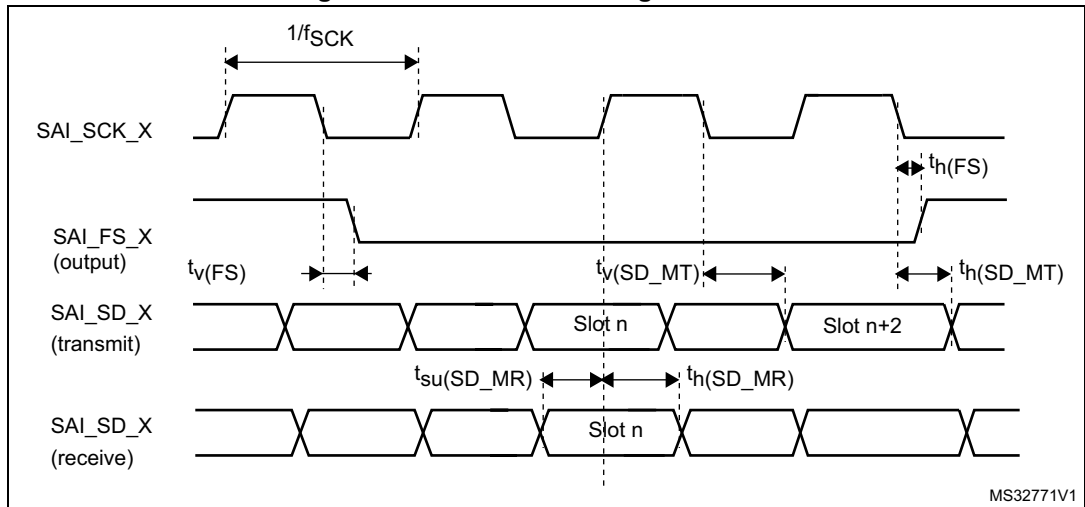 1/fSCK
SAI_SCK_X
th(FS)
SAI_FS_X
(output)
tv(FS)
tv(SD_MT)
th(SD_MT)
SAI_SD_X
(transmit)
Slot n
Slot n+2
tsu(SD_MR)
th(SD_MR)
SAI_SD_X
(receive)
Slot n
MS32771V1